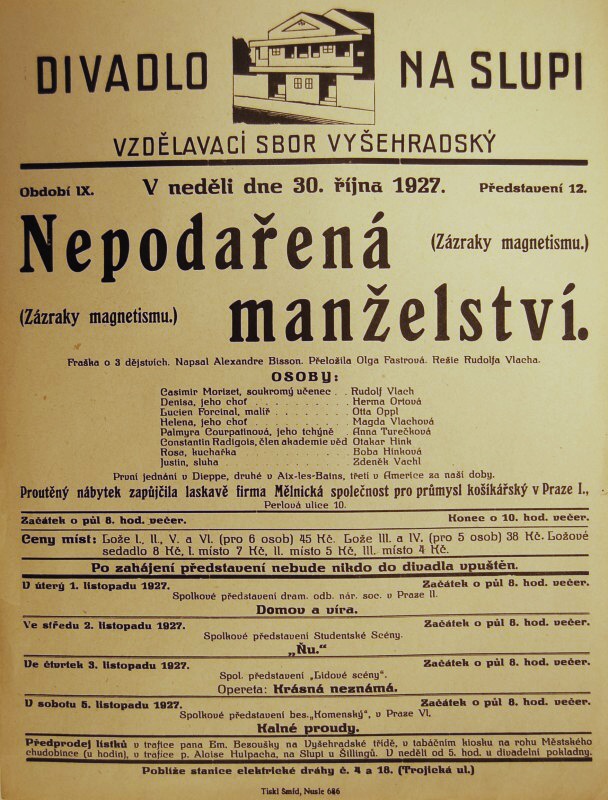 DIVADLO NA SLUPI
VZDĚLAVACÍ SBOR VYŠEHRADSKÝ
Období IX. V neděli dne 30. října 1927. Představení 12.
Nepodařená (Zázraky magnetismu.)
(Zázraky magnetismu.) manželství.
Fraška o 3 dějstvích. Napsal Alexandre Bisson. Přeložila Olga Fastrová. Režie Rudolfa Vlacha.
OSOBY:
Casimir Morizet, soukromý učenec . . Rudolf Vlach
Denisa, jeho choť . . . . . . . . . Herma Ortová
Lucien Forcinal, malíř . . . . . . . Otta Oppl
Helena, jeho choť . . . . . . . . . Magda Vlachová
Palmyra Courpatinová, jeho tchýně . Anna Turečková
Constantin Radigois, člen akademie věd Otakar Hink
Rosa, kuchařka . . . . . . . . . . Boba Hinková
Justin, sluha . . . . . . . . . . . Zdeněk Vachl
První jednání v Dieppe, druhé v Aix-les-Bains, třetí v Americe za naší doby.
Proutěný nábytek zapůjčila laskavě firma Mělnická společnost pro průmysl košíkářský v Praze I.,
Perlová ulice 10.
Začátek o půl 8. hod. večer. Konec o 10. hod. večer.
Ceny míst: Lože I., II., V. a VI. (pro 6 osob) 45 Kč. Lože III. a IV. (pro 5 osob) 38 Kč. Ložové
sedadlo 8 Kč, I. místo 7 Kč, II. místo 5 Kč, III. místo 4 Kč.
Po zahájení představení nebude nikdo do divadla vpuštěn.
V úterý 1. listopadu 1927. Začátek o půl 8. hod. večer.
Spolkové představení dram. odb. nár. soc. v Praze II.
Domov a víra.
Ve středu 2. listopadu 1927. Začátek o půl 8. hod. večer.
Spolkové představení Studentské Scény.
„Ňu.“
Ve čtvrtek 3. listopadu 1927. Začátek o půl 8. hod. večer.
Spol. představení „Lidové scény“.
Opereta: Krásná neznámá.
V sobotu 5. listopadu 1927. Začátek o půl 8. hod. večer.
Spolkové představení bes. „Komenský“, v Praze VI.
Kalné proudy.
Předprodej lístků v trafice pana Em. Bezoušky na Vyšehradské třídě, v tabáčním kiosku na rohu Městského
chudobince (u hodin), v trafice p. Aloise Hulpacha, na Slupi u Šillingů. V neděli od 5. hod. u divadelní pokladny.
Poblíže stanice elektrické dráhy č. 4 a 18. (Trojická ul.)
Tiskl Šmíd, Nusle 686